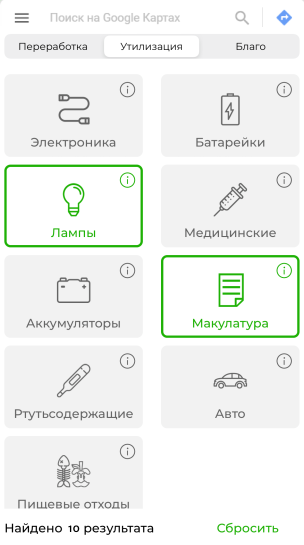 Поиск на Google Картах
Переработка Утилизация Благо
Электроника Батарейки
Лампы Медицинские
Аккумуляторы Макулатура
Ртутьсодержащие Авто
Пищевые отходы
Найдено 10 результата Сбросить